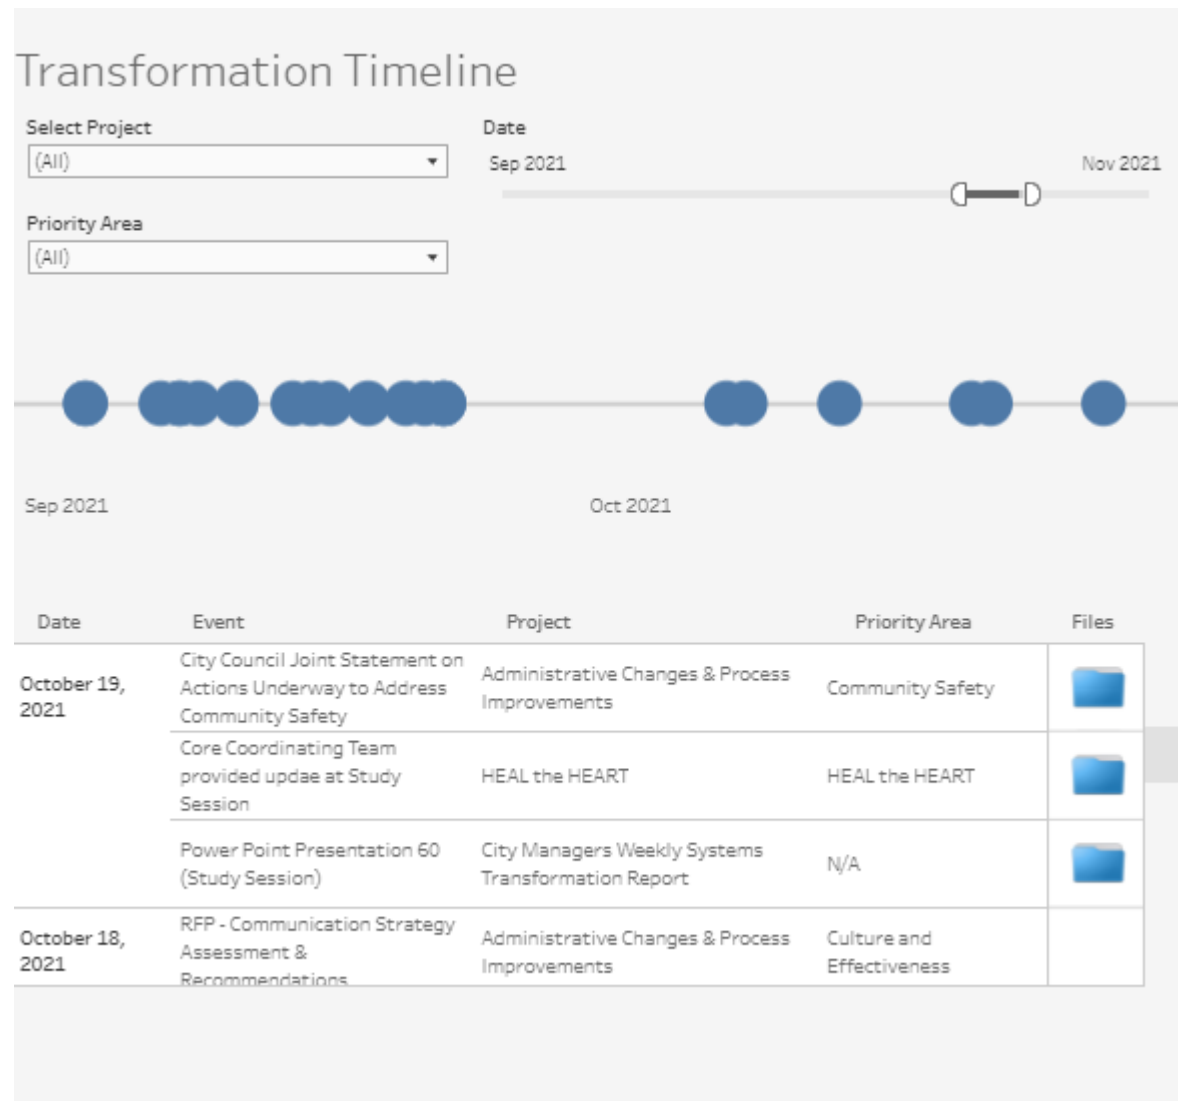 Transformation Timeline
Select Project
Date
(All)
Sep 2021
Nov 2021
Priority Area
(All)
Sep 2021
Oct 2021
Date
Event
Project
Priority Area
Files
October 19,
2021
City Council Joint Statement on
Actions Underway to Address
Community Safety
Administrative Changes & Process
Improvements
Community Safety
Core Coordinating Team
provided updae at Study
Session
HEAL the HEART
HEAL the HEART
Power Point Presentation 60
(Study Session)
City Managers Weekly Systems
Transformation Report
N/A
October 18,
2021
RFP - Communication Strategy
Assessment &
Recommendations
Administrative Changes & Process
Improvements
Culture and
Effectiveness